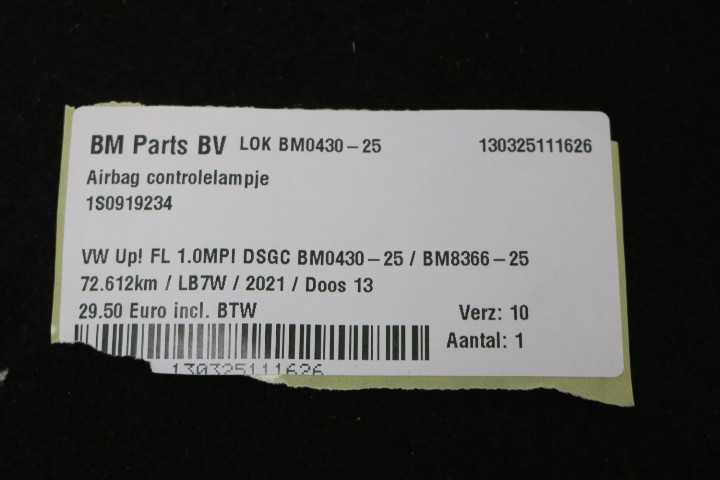 BM Parts BV LOK BM0430-25 130325111626
Airbag controlelampje
1S0919234
VW Up! FL 1.0MPI DSGC BM0430-25 / BM8366-25
72.612km / LB7W / 2021 / Doos 13
29.50 Euro incl. BTW Verz: 10
Aantal: 1
130325111626